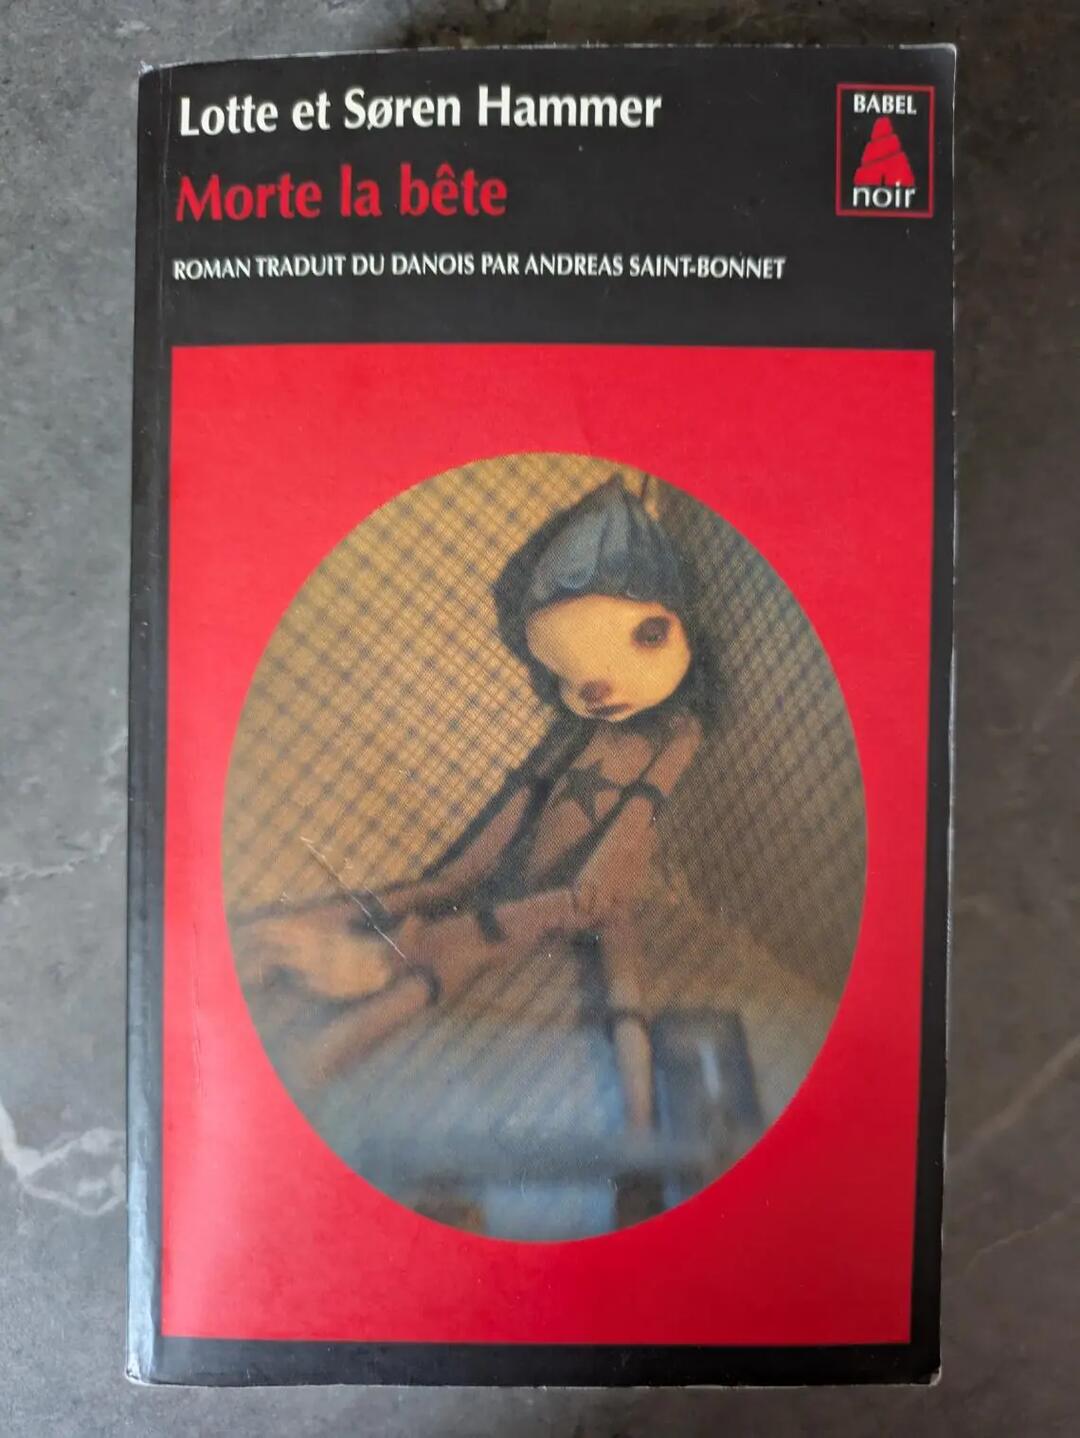 Lotte et Søren Hammer
Morte la bête
ROMAN TRADUIT DU DANOIS PAR ANDREAS SAINT-BONNET
BABEL
noir